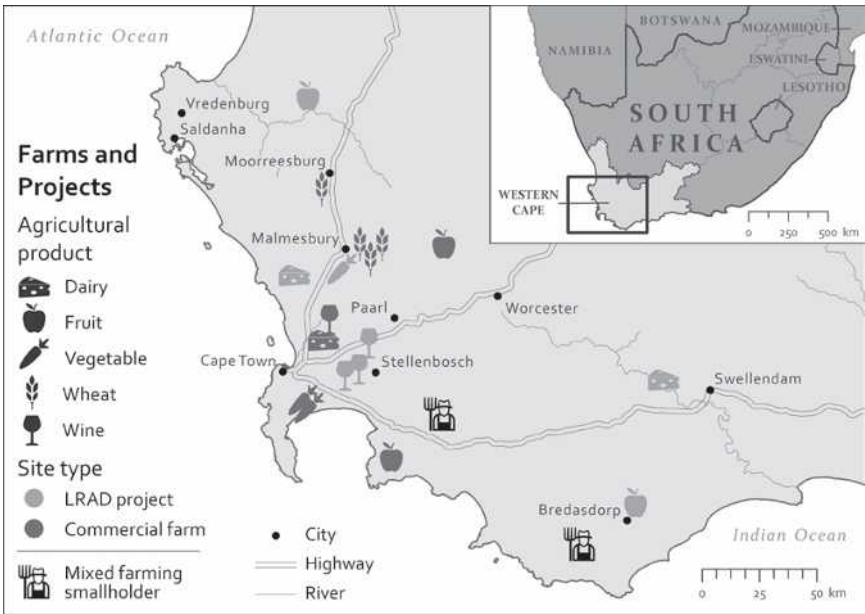 Atlantic Ocean
Vredenburg
Saldanha
Moorreesburg
Malmesbury
Paarl
Worcester
Cape Town
Stellenbosch
Swellendam
Bredasdorp
Indian Ocean
0 25 50 km
Farms and
Projects
Agricultural
product
Dairy
Fruit
Vegetable
Wheat
Wine
Site type
LRAD project
Commercial farm
Mixed farming
smallholder
City
Highway
River
NAMIBIA
BOTSWANA
MOZAMBIQUE
ESWATINI
LESOTHO
SOUTH
AFRICA
WESTERN
CAPE
0 250 500 km